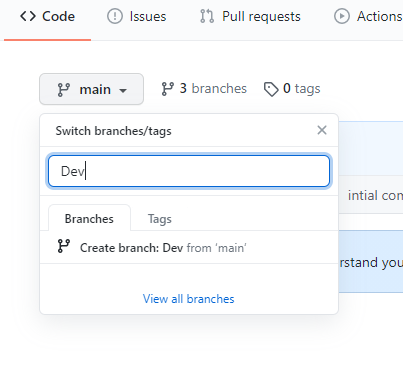 Code Issues Pull requests Actions
main 3 branches 0 tags
Switch branches/tags
Dev
intial com
Branches Tags
Create branch: Dev from 'main'
rstand you
View all branches